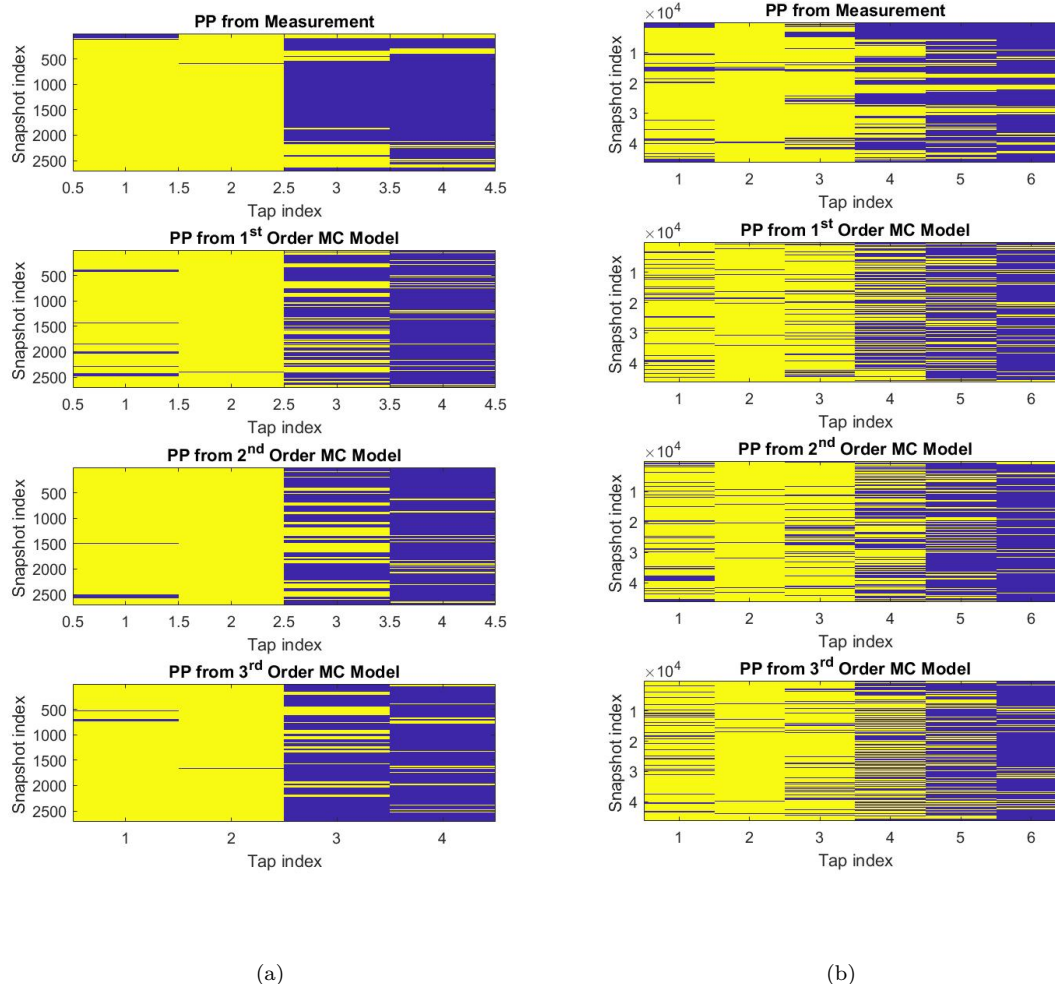 PP from Measurement
Snapshot index
500
1000
1500
2000
2500
0.5 1 1.5 2 2.5 3 3.5 4 4.5
Tap index
PP from 1st Order MC Model
Snapshot index
500
1000
1500
2000
2500
0.5 1 1.5 2 2.5 3 3.5 4 4.5
Tap index
PP from 2nd Order MC Model
Snapshot index
500
1000
1500
2000
2500
0.5 1 1.5 2 2.5 3 3.5 4 4.5
Tap index
PP from 3rd Order MC Model
Snapshot index
500
1000
1500
2000
2500
1 2 3 4
Tap index
(a)
×10^4
PP from Measurement
Snapshot index
1
2
3
4
1 2 3 4 5 6
Tap index
×10^4
PP from 1st Order MC Model
Snapshot index
1
2
3
4
1 2 3 4 5 6
Tap index
×10^4
PP from 2nd Order MC Model
Snapshot index
1
2
3
4
1 2 3 4 5 6
Tap index
×10^4
PP from 3rd Order MC Model
Snapshot index
1
2
3
4
1 2 3 4 5 6
Tap index
(b)